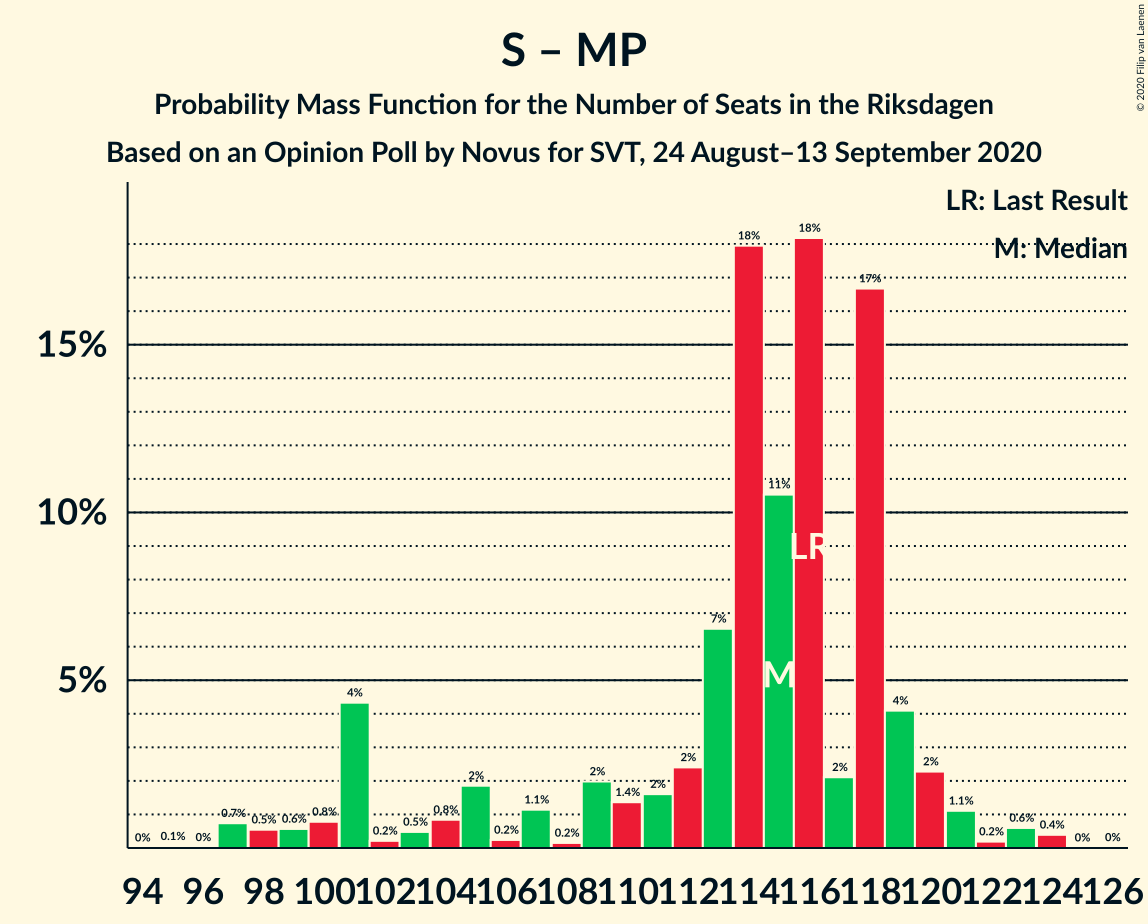 S – MP
Probability Mass Function for the Number of Seats in the Riksdagen
Based on an Opinion Poll by Novus for SVT, 24 August–13 September 2020
© 2020 Filip van Laenen
LR: Last Result
M: Median
15%
10%
5%
0% 0.1% 0% 0.7% 0.5% 0.6% 0.8% 4% 0.2% 0.5% 0.8% 2% 0.2% 1.1% 0.2% 2% 1.4% 2% 2% 7% 18% 11% 18% 2% 17% 4% 2% 1.1% 0.2% 0.6% 0.4% 0% 0%
LR
M
94 96 98 100 102 104 106 108 110 112 114 116 118 120 122 124 126